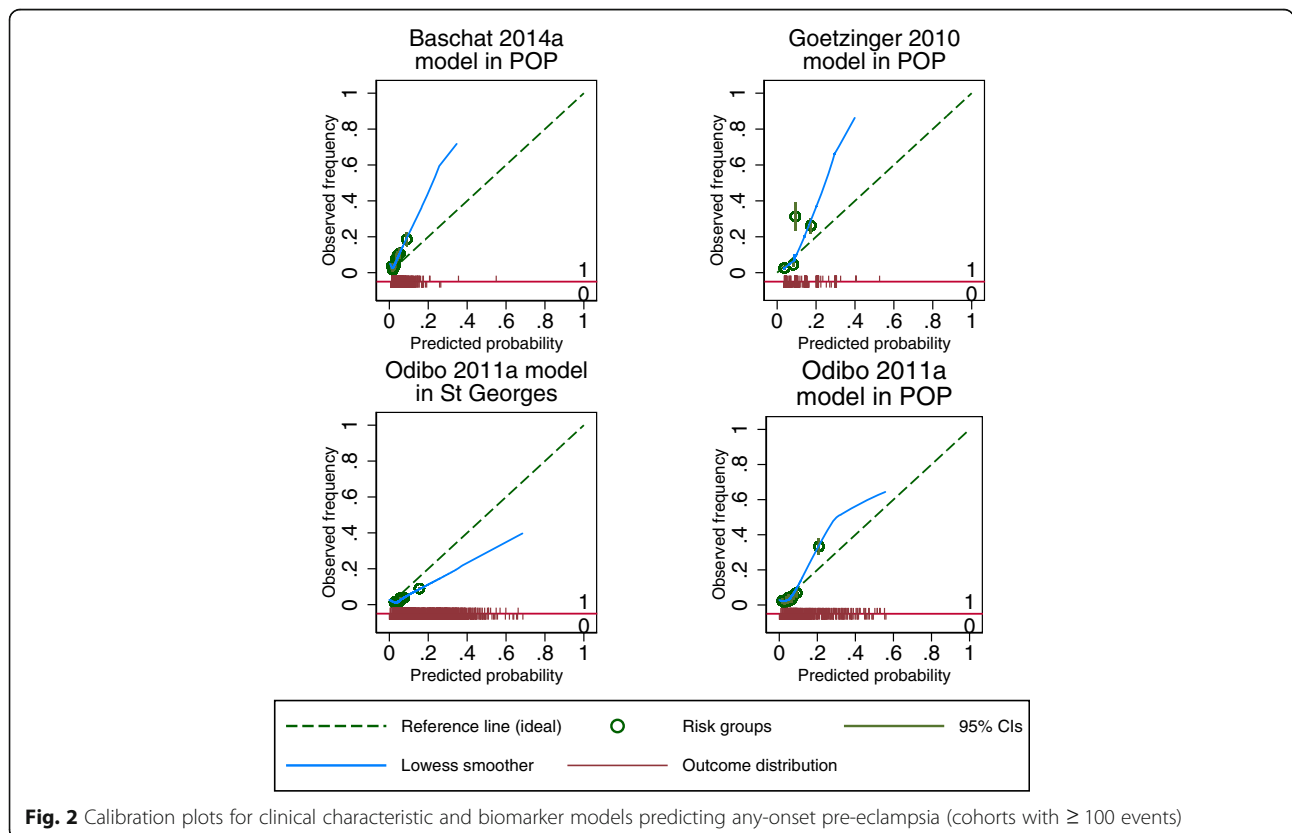 Baschat 2014a
model in POP
Observed frequency
0 .2 .4 .6 .8 1
1
0
0 .2 .4 .6 .8 1
Predicted probability
Goetzinger 2010
model in POP
Observed frequency
0 .2 .4 .6 .8 1
1
0
0 .2 .4 .6 .8 1
Predicted probability
Odibo 2011a model
in St Georges
Observed frequency
0 .2 .4 .6 .8 1
1
0
0 .2 .4 .6 .8 1
Predicted probability
Odibo 2011a
model in POP
Observed frequency
0 .2 .4 .6 .8 1
1
0
0 .2 .4 .6 .8 1
Predicted probability
Reference line (ideal) Risk groups 95% CIs
Lowess smoother Outcome distribution
Fig. 2 Calibration plots for clinical characteristic and biomarker models predicting any-onset pre-eclampsia (cohorts with ≥ 100 events)